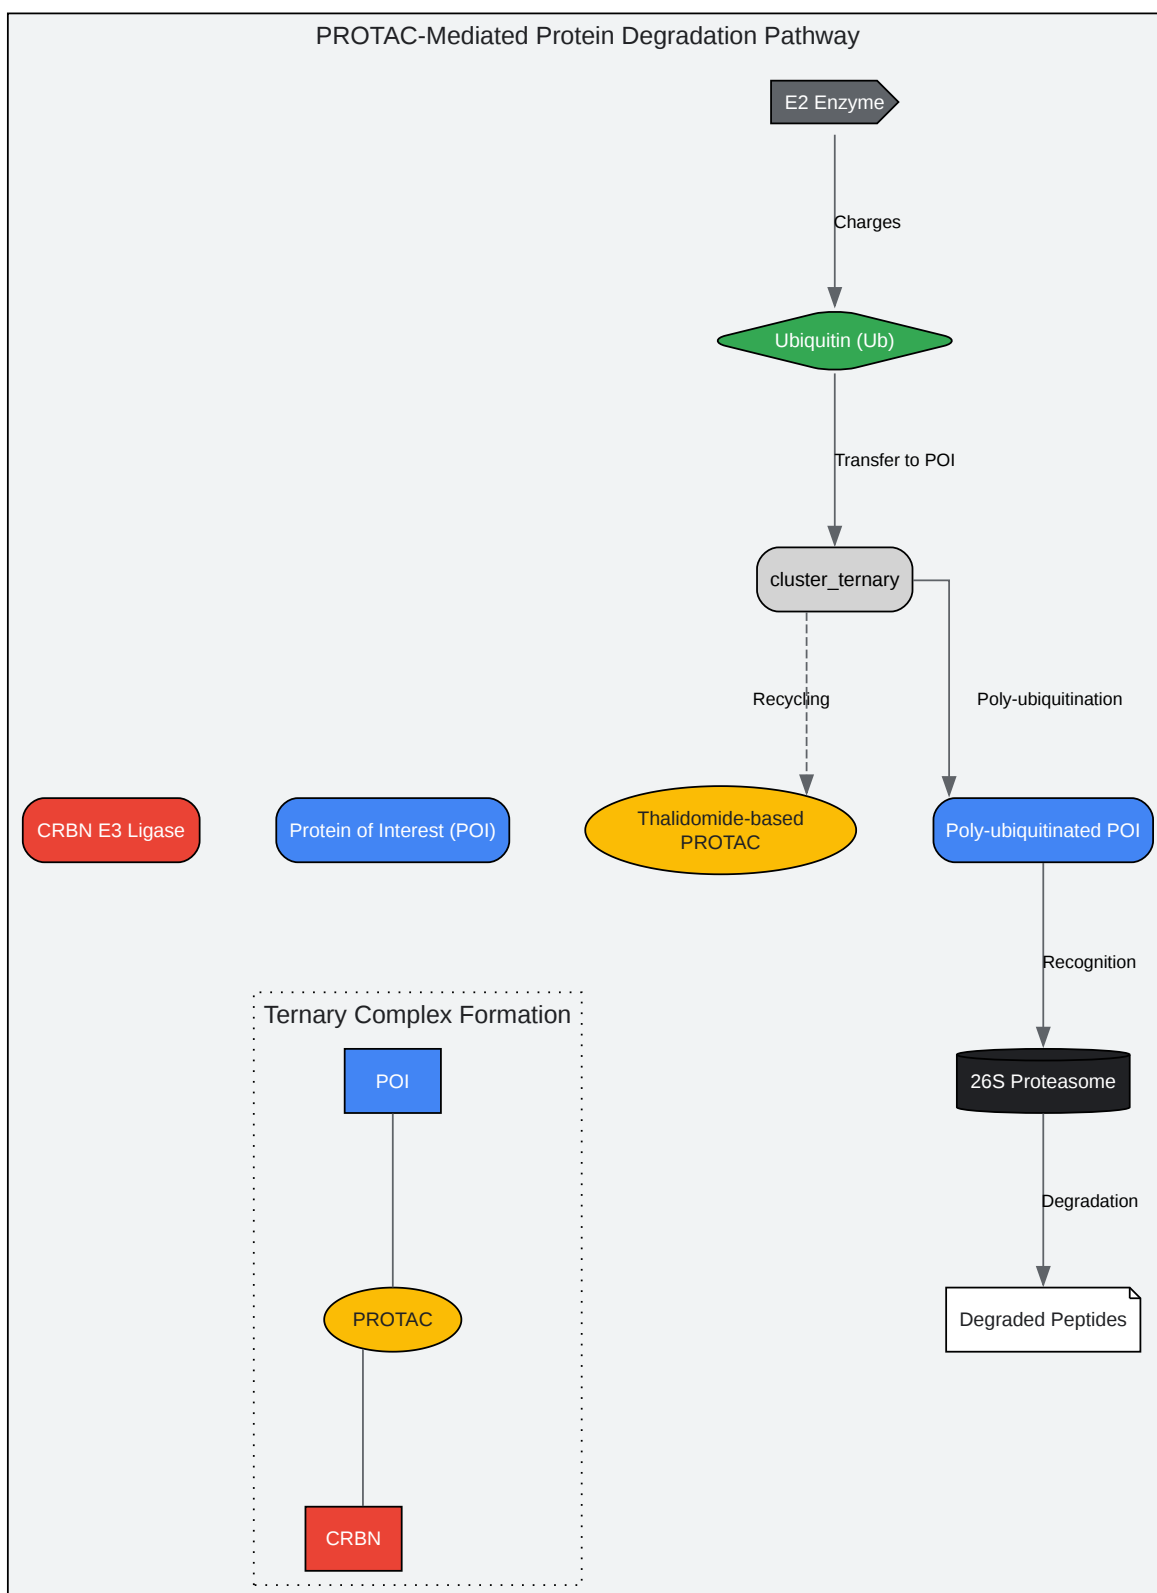 PROTAC-Mediated Protein Degradation Pathway
E2 Enzyme
Charges
Ubiquitin (Ub)
Transfer to POI
cluster_ternary
Recycling
Poly-ubiquitination
CRBN E3 Ligase
Protein of Interest (POI)
Thalidomide-based
PROTAC
Poly-ubiquitinated POI
Recognition
Ternary Complex Formation
POI
26S Proteasome
Degradation
PROTAC
Degraded Peptides
CRBN